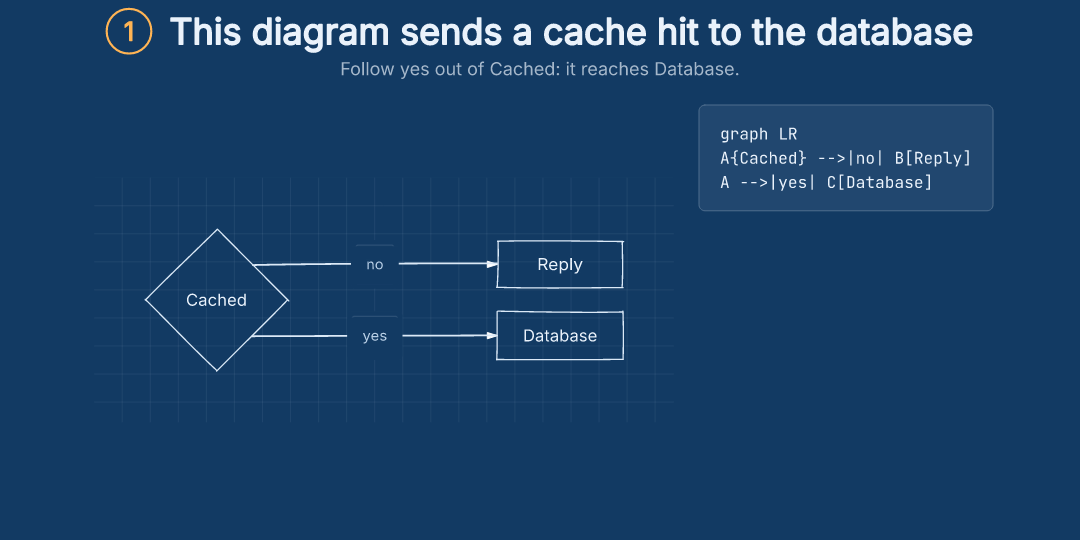 1 This diagram sends a cache hit to the database
Follow yes out of Cached: it reaches Database.
graph LR
A{Cached} -->|no| B[Reply]
A -->|yes| C[Database]
Cached
no
Reply
yes
Database